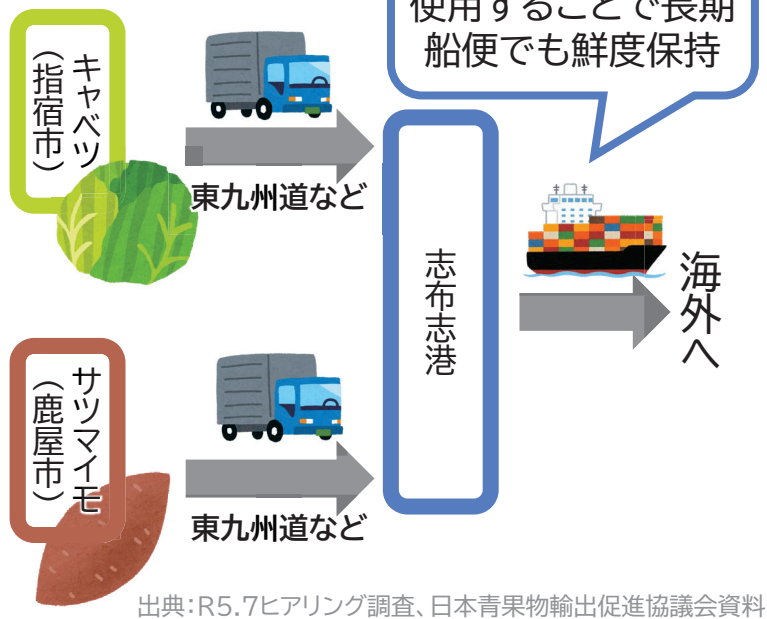 使用することで長期
船便でも鮮度保持
キャベツ
（指宿市）
東九州道など
志布志港
海外へ
サツマイモ
（鹿屋市）
東九州道など
出典：R5.7ヒアリング調査、日本青果物輸出促進協議会資料